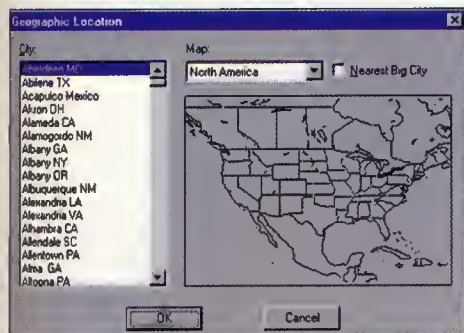 Geographic Location
City:
Aberdeen MD
Abilene TX
Acapulco Mexico
Akron OH
Alameda CA
Alamogordo NM
Albany GA
Albany NY
Albany OR
Albuquerque NM
Alexandria LA
Alexandria VA
Alhambra CA
Allendale SC
Allentown PA
Alma GA
Altoona PA
Map:
North America
Nearest Big City
OK
Cancel